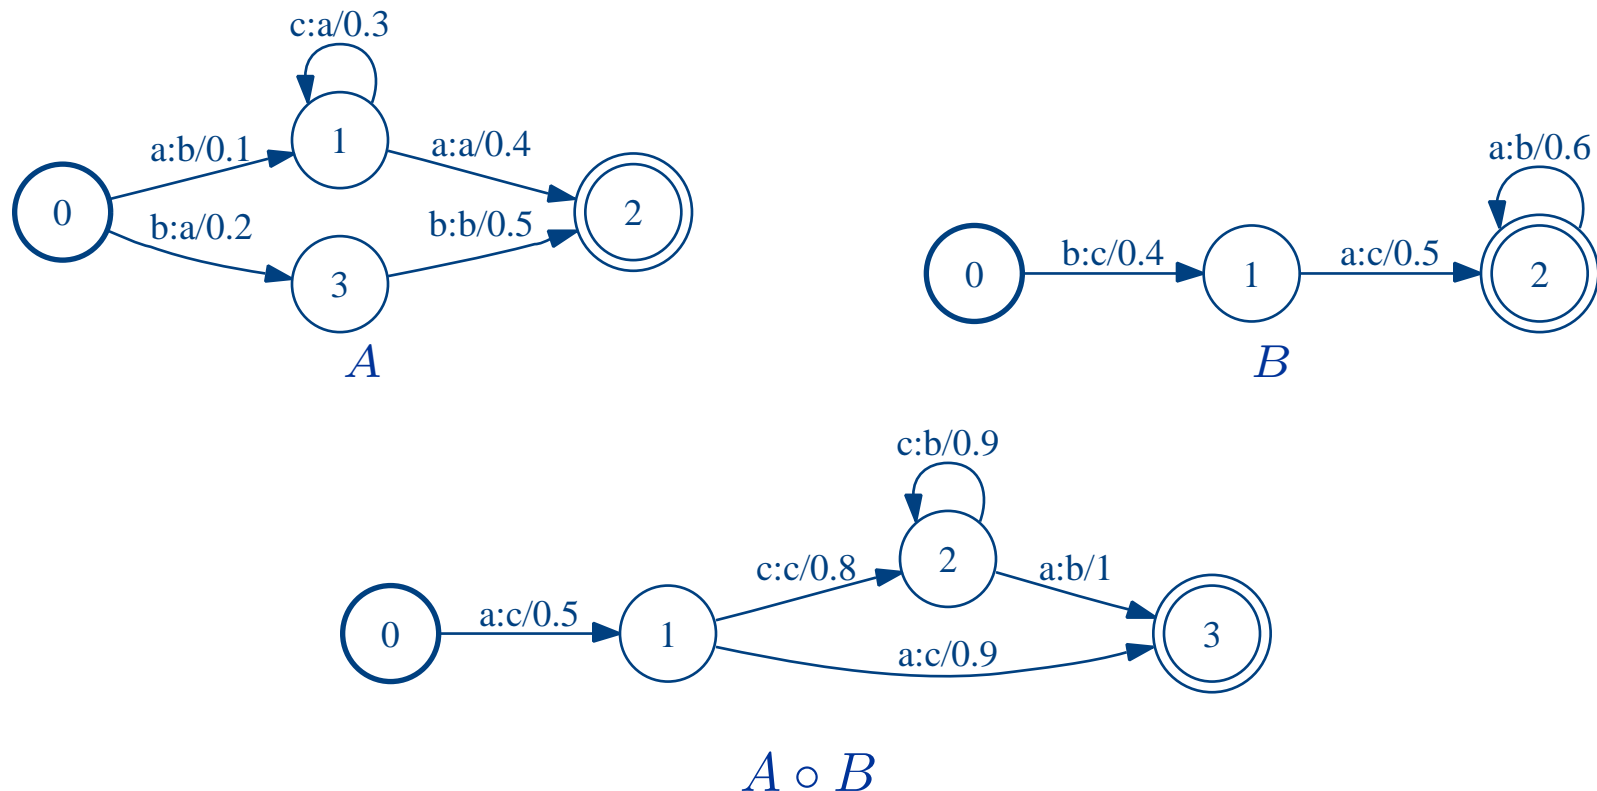 c:a/0.3
a:b/0.1
1
a:a/0.4
0
b:a/0.2
b:b/0.5
2
3
A
a:b/0.6
0
b:c/0.4
1
a:c/0.5
2
B
c:b/0.9
c:c/0.8
2
a:b/1
0
a:c/0.5
1
a:c/0.9
3
A ∘ B